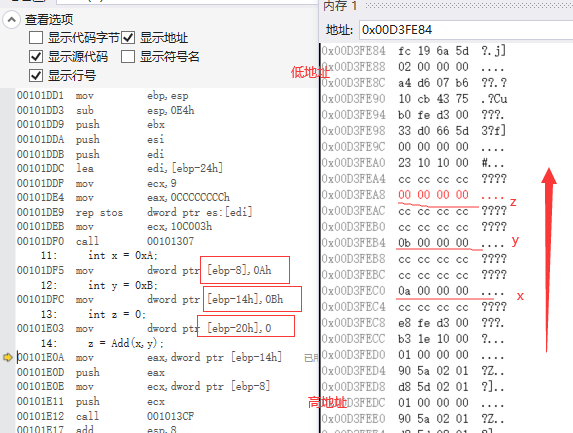 查看选项
显示代码字节 显示地址
显示源代码 显示符号名
显示行号
00101DD1 mov ebp,esp
00101DD3 sub esp,0E4h
00101DD9 push ebx
00101DDA push esi
00101DDB push edi
00101DDC lea edi,[ebp-24h]
00101DDF mov ecx,9
00101DE4 mov eax,0CCCCCCCCh
00101DE9 rep stos dword ptr es:[edi]
00101DEB mov ecx,10C003h
00101DF0 call 00101307
11: int x = 0xA;
00101DF5 mov dword ptr [ebp-8],0Ah
12: int y = 0xB;
00101DFC mov dword ptr [ebp-14h],0Bh
13: int z = 0;
00101E03 mov dword ptr [ebp-20h],0
14: z = Add(x,y);
00101E0A mov eax,dword ptr [ebp-14h] 已用
00101E0D push eax
00101E0E mov ecx,dword ptr [ebp-8]
00101E11 push ecx
00101E12 call 001013CF
00101E17 add esp,8
低地址
高地址
内存 1
地址: 0x00D3FE84
0x00D3FE84 fc 19 6a 5d ?.j]
0x00D3FE88 02 00 00 00 ....
0x00D3FE8C a4 d6 07 b6 ??.?
0x00D3FE90 10 cb 43 75 .?Cu
0x00D3FE94 b0 fe d3 00 ???.
0x00D3FE98 33 d0 66 5d 3?f]
0x00D3FE9C 00 00 00 00 ....
0x00D3FEA0 23 10 10 00 #...
0x00D3FEA4 cc cc cc cc ????
0x00D3FEA8 00 00 00 00 ....
z
0x00D3FEAC cc cc cc cc ????
0x00D3FEB0 cc cc cc cc ????
0x00D3FEB4 0b 00 00 00 ....
y
0x00D3FEB8 cc cc cc cc ????
0x00D3FEBC cc cc cc cc ????
0x00D3FEC0 0a 00 00 00 ....
x
0x00D3FEC4 cc cc cc cc ????
0x00D3FEC8 e8 fe d3 00 ???.
0x00D3FECC b3 1e 10 00 ?...
0x00D3FED0 01 00 00 00 ....
0x00D3FED4 90 5a 02 01 ?Z..
0x00D3FED8 d8 5d 02 01 ?]..
0x00D3FEDC 01 00 00 00 ....
0x00D3FEE0 90 5a 02 01 ?Z..